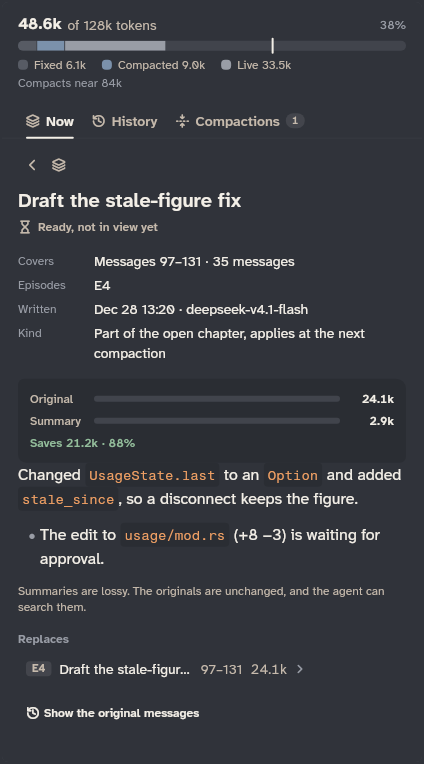 48.6k of 128k tokens 38%
Fixed 6.1k Compacted 9.0k Live 33.5k
Compacts near 84k
Now History Compactions 1
Draft the stale-figure fix
Ready, not in view yet
Covers Messages 97–131 · 35 messages
Episodes E4
Written Dec 28 13:20 · deepseek-v4.1-flash
Kind Part of the open chapter, applies at the next
compaction
Original 24.1k
Summary 2.9k
Saves 21.2k · 88%
Changed UsageState.last to an Option and added
stale_since, so a disconnect keeps the figure.
• The edit to usage/mod.rs (+8 −3) is waiting for
approval.
Summaries are lossy. The originals are unchanged, and the agent can
search them.
Replaces
E4 Draft the stale-figur... 97–131 24.1k
Show the original messages